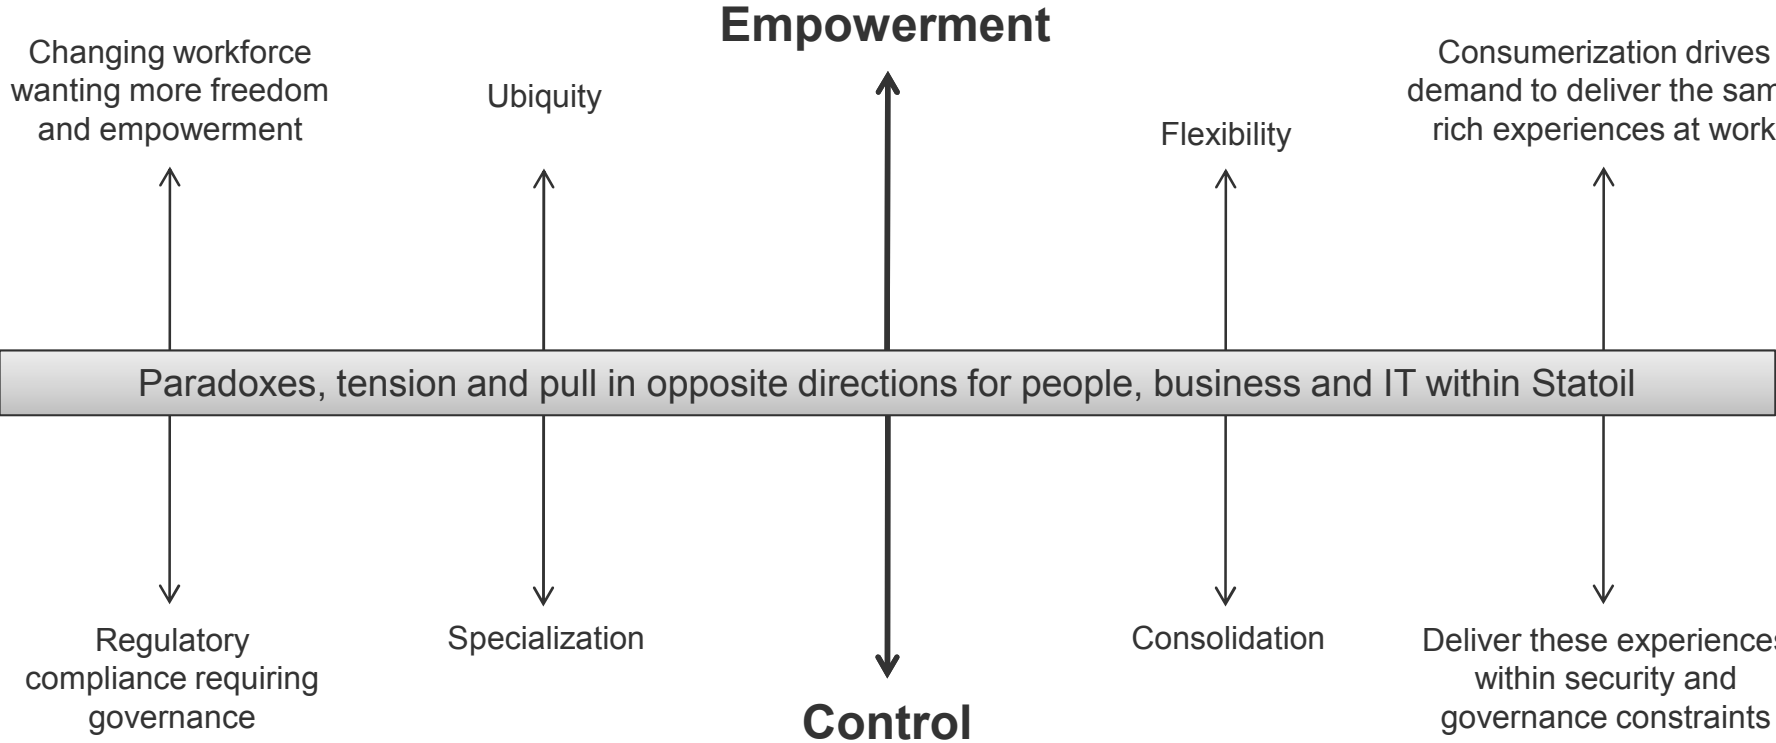 Empowerment
Changing workforce
wanting more freedom
and empowerment
Ubiquity
Flexibility
Consumerization drives
demand to deliver the sam
rich experiences at work
Paradoxes, tension and pull in opposite directions for people, business and IT within Statoil
Regulatory
compliance requiring
governance
Specialization
Consolidation
Deliver these experiences
within security and
governance constraints
Control